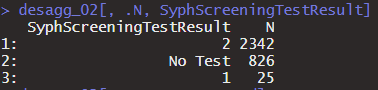 > desagg_02[, .N, SyphScreeningTestResult]
SyphScreeningTestResult N
1: 2 2342
2: No Test 826
3: 1 25